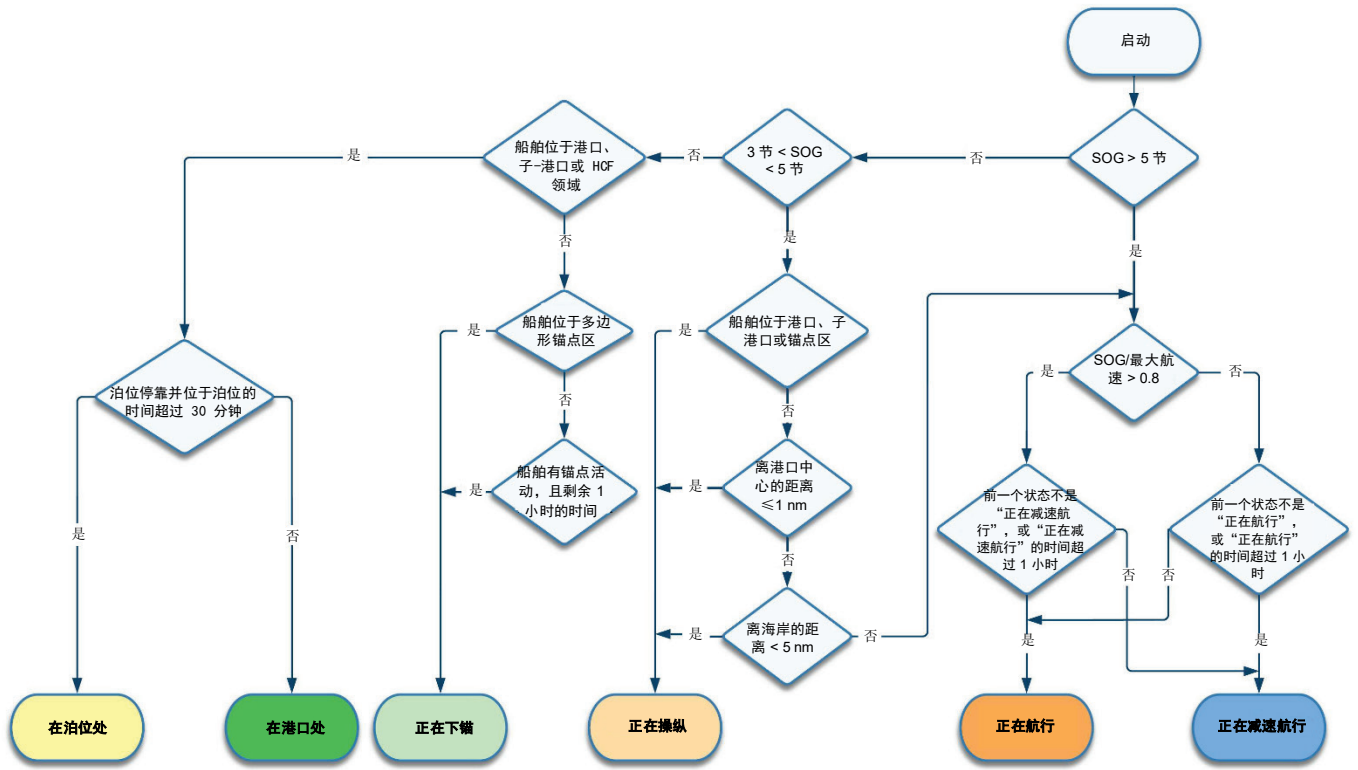 启动
船舶位于港口、
子-港口或 HCF
领域
3 节 < SOG
< 5 节
SOG > 5 节
是
否
否
否
是
是
船舶位于多边
形锚点区
船舶位于港口、子
港口或锚点区
是
是
SOG/最大航
速 > 0.8
是
否
泊位停靠并位于泊位的
时间超过 30 分钟
否
否
船舶有锚点活
动，且剩余 1
小时的时间
是
离港口中
心的距离
≤1 nm
是
前一个状态不是
“正在减速航
行”，或“正在减
速航行”的时间超
过 1 小时
前一个状态不是
“正在航行”，
或“正在航行”
的时间超过 1 小
时
是
否
否
否
否
离海岸的距
离 < 5 nm
是
否
是
是
在泊位处
在港口处
正在下锚
正在操纵
正在航行
正在减速航行